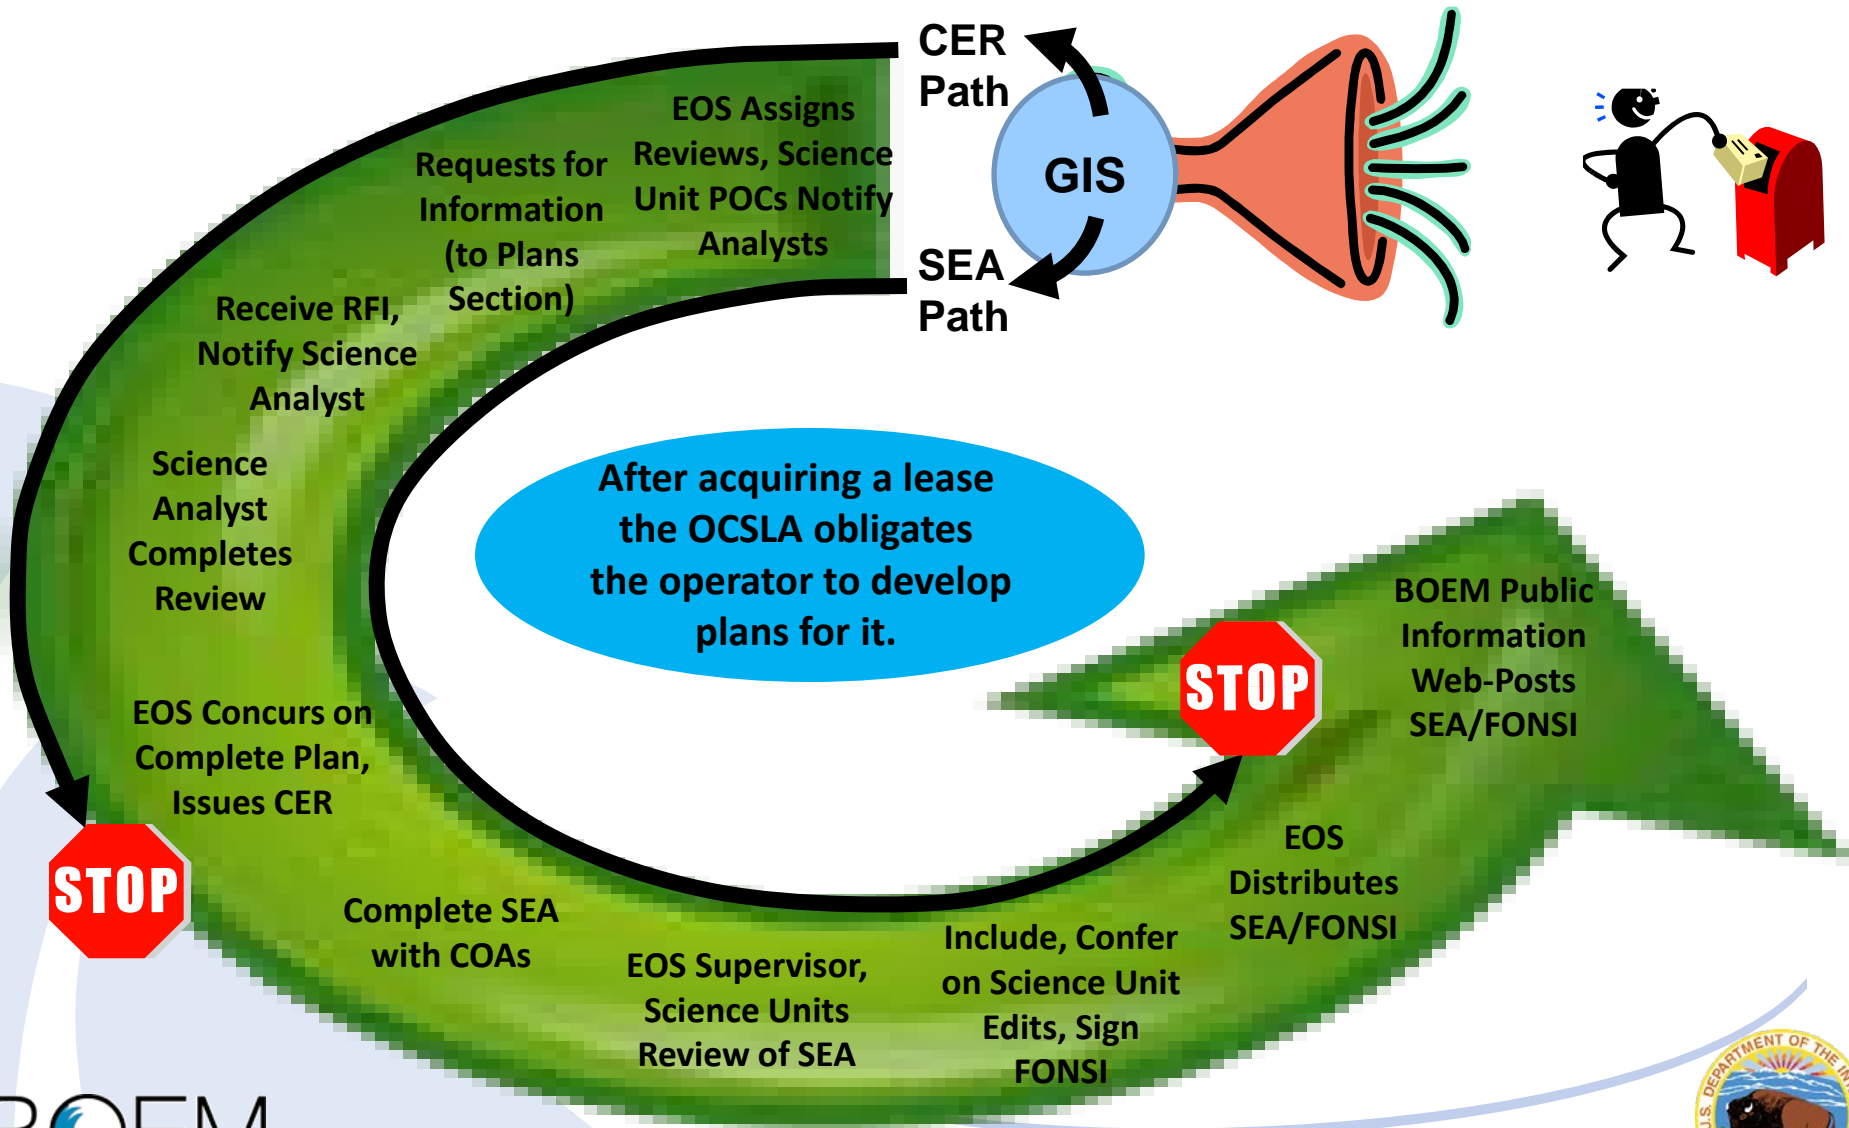 CER
Path
GIS
SEA
Path
EOS Assigns
Reviews, Science
Unit POCs Notify
Analysts
Requests for
Information
(to Plans
Section)
Receive RFI,
Notify Science
Analyst
Science
Analyst
Completes
Review
EOS Concurs on
Complete Plan,
Issues CER
STOP
After acquiring a lease
the OCSLA obligates
the operator to develop
plans for it.
Complete SEA
with COAs
EOS Supervisor,
Science Units
Review of SEA
Include, Confer
on Science Unit
Edits, Sign
FONSI
EOS
Distributes
SEA/FONSI
STOP
BOEM Public
Information
Web-Posts
SEA/FONSI
BOEM
U.S. DEPARTMENT OF THE